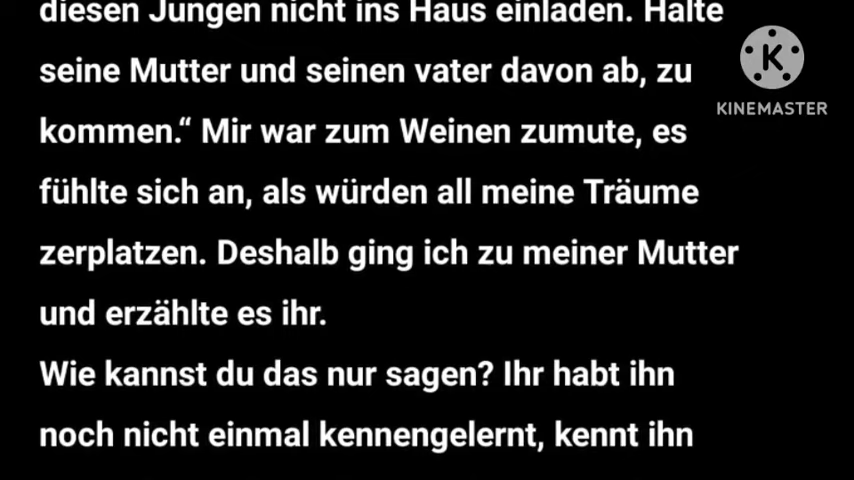 diesen Jungen nicht ins Haus einladen. Halte
seine Mutter und seinen vater davon ab, zu
kommen.“ Mir war zum Weinen zumute, es
fühlte sich an, als würden all meine Träume
zerplatzen. Deshalb ging ich zu meiner Mutter
und erzählte es ihr.
Wie kannst du das nur sagen? Ihr habt ihn
noch nicht einmal kennengelernt, kennt ihn
K
KINEMASTER